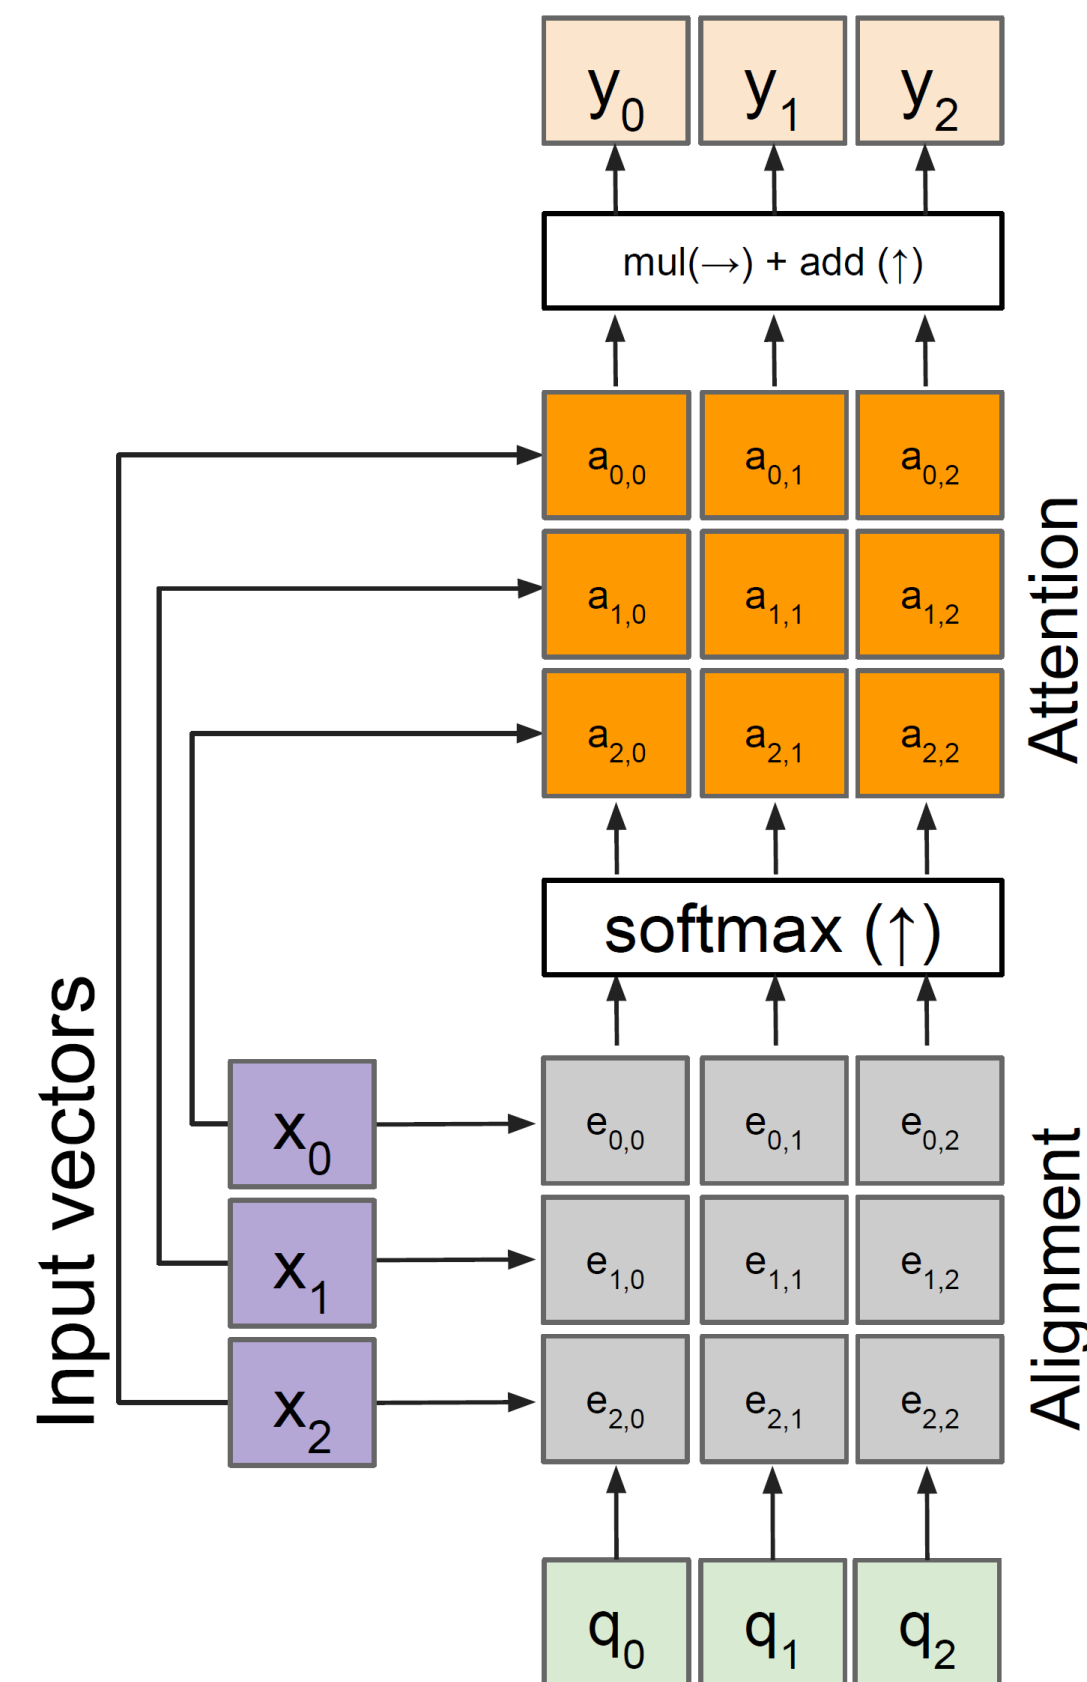 y0 y1 y2
mul(→) + add (↑)
a0,0 a0,1 a0,2
a1,0 a1,1 a1,2
a2,0 a2,1 a2,2
Attention
softmax (↑)
Input vectors
x0 e0,0 e0,1 e0,2
x1 e1,0 e1,1 e1,2
x2 e2,0 e2,1 e2,2
Alignment
q0 q1 q2